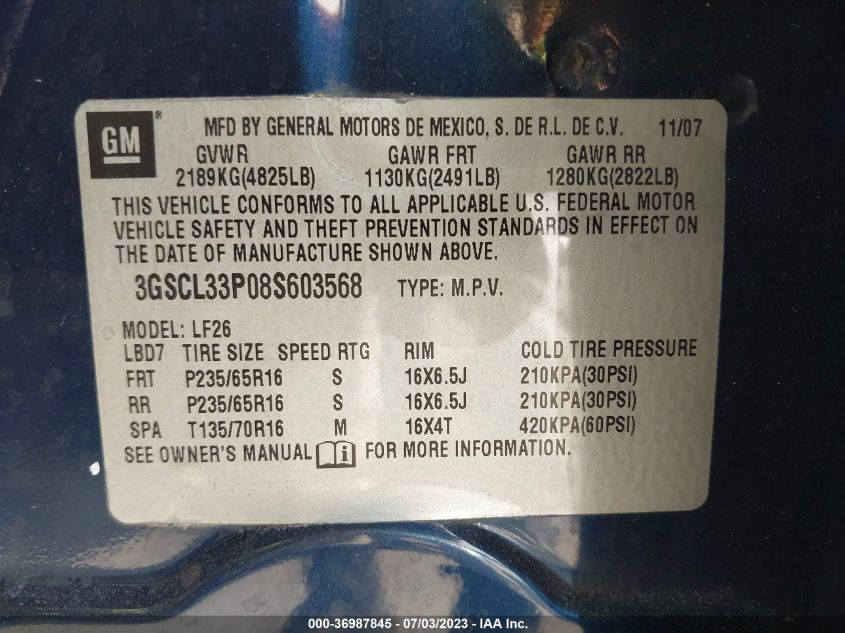 GM ® MFD BY GENERAL MOTORS DE MEXICO, S. DE R.L. DE C.V. 11/07
GVWR GAWR FRT GAWR RR
2189KG(4825LB) 1130KG(2491LB) 1280KG(2822LB)
THIS VEHICLE CONFORMS TO ALL APPLICABLE U.S. FEDERAL MOTOR
VEHICLE SAFETY AND THEFT PREVENTION STANDARDS IN EFFECT ON
THE DATE OF MANUFACTURE SHOWN ABOVE.
3GSCL33P08S603568 TYPE: M.P.V.
MODEL: LF26
LBD7 TIRE SIZE SPEED RTG RIM COLD TIRE PRESSURE
FRT P235/65R16 S 16X6.5J 210KPA(30PSI)
RR P235/65R16 S 16X6.5J 210KPA(30PSI)
SPA T135/70R16 M 16X4T 420KPA(60PSI)
SEE OWNER'S MANUAL i FOR MORE INFORMATION.
000-36987845 - 07/03/2023 - www.iaai.com/